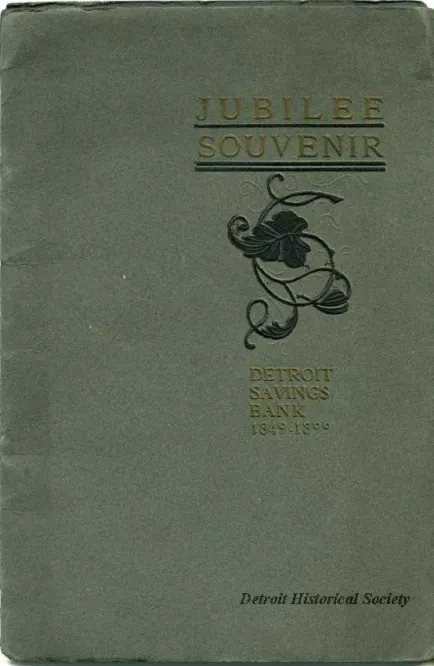 JUBILEE
SOUVENIR
DETROIT
SAVINGS
BANK
1849-1899
Detroit Historical Society